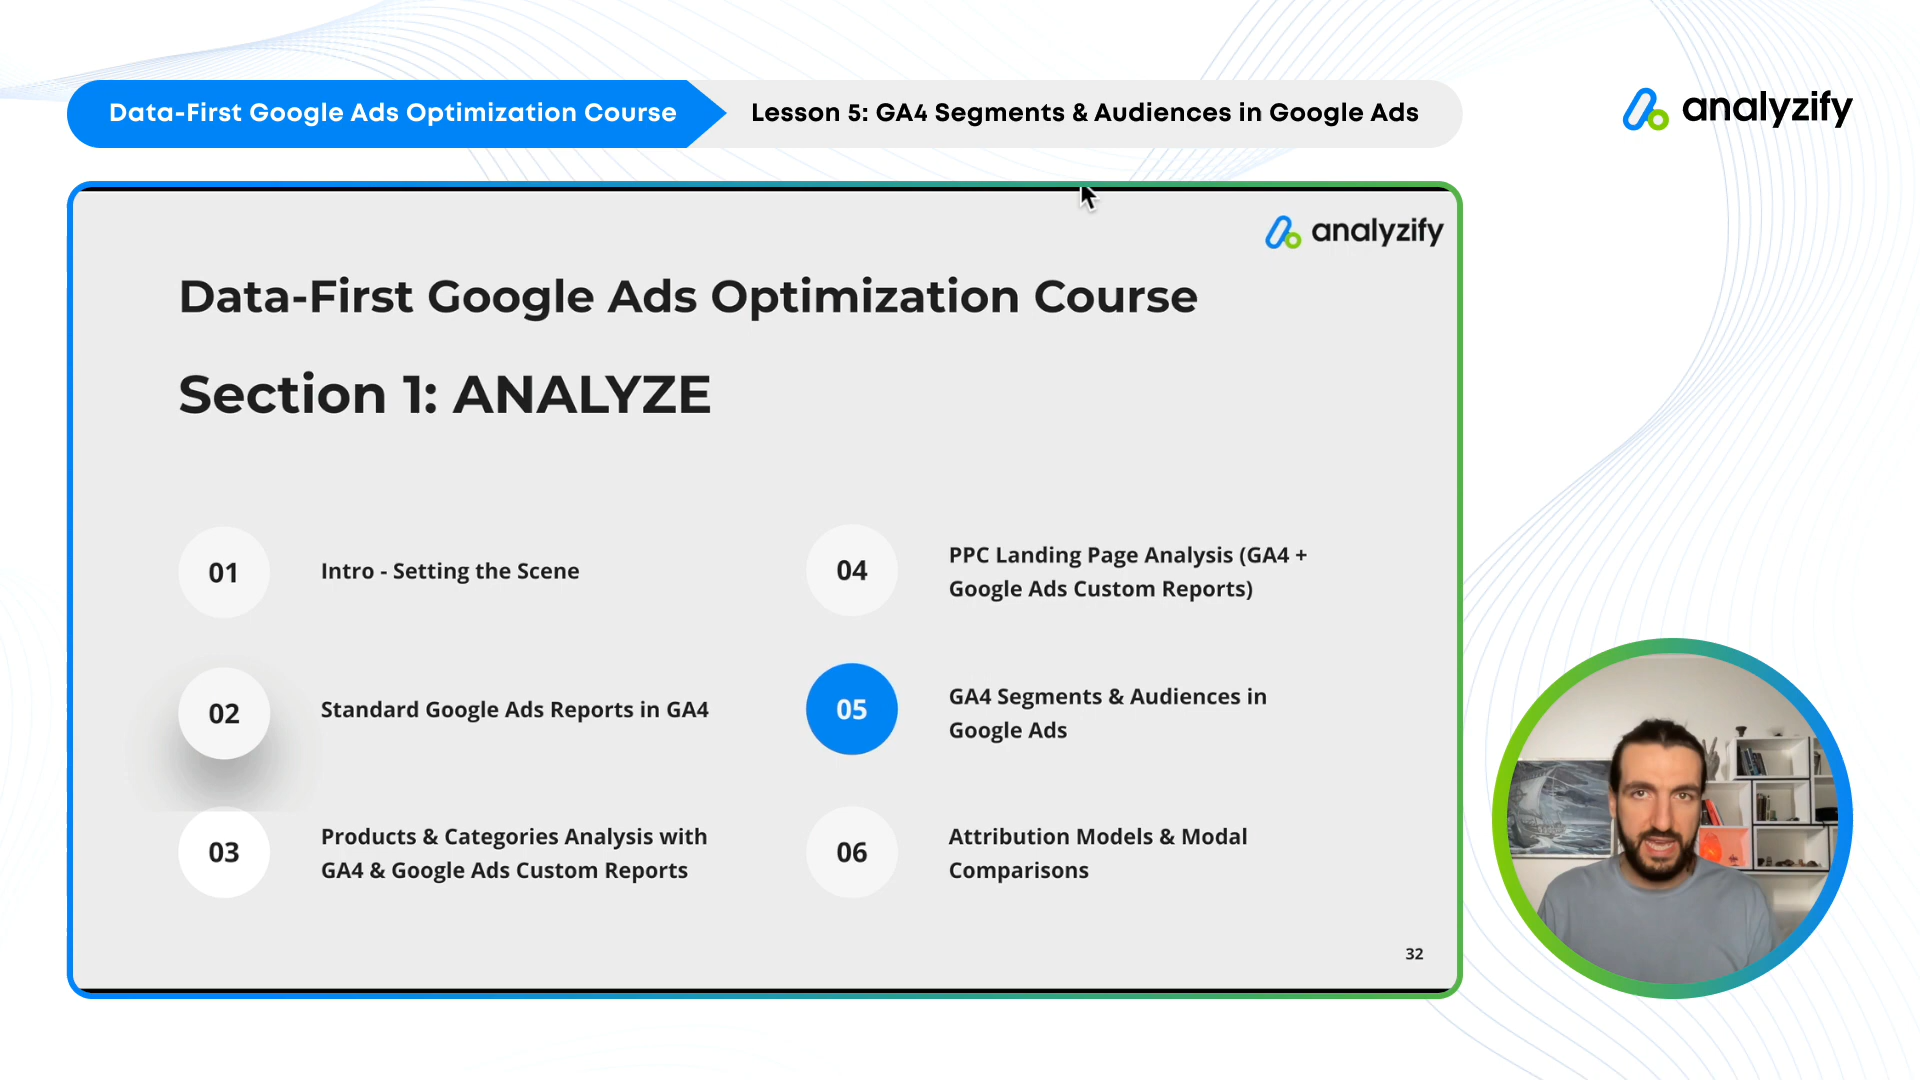 Data-First Google Ads Optimization Course
Lesson 5: GA4 Segments & Audiences in Google Ads
analyzify
analyzify
Data-First Google Ads Optimization Course
Section 1: ANALYZE
01
Intro - Setting the Scene
02
Standard Google Ads Reports in GA4
03
Products & Categories Analysis with
GA4 & Google Ads Custom Reports
04
PPC Landing Page Analysis (GA4 +
Google Ads Custom Reports)
05
GA4 Segments & Audiences in
Google Ads
06
Attribution Models & Modal
Comparisons
32